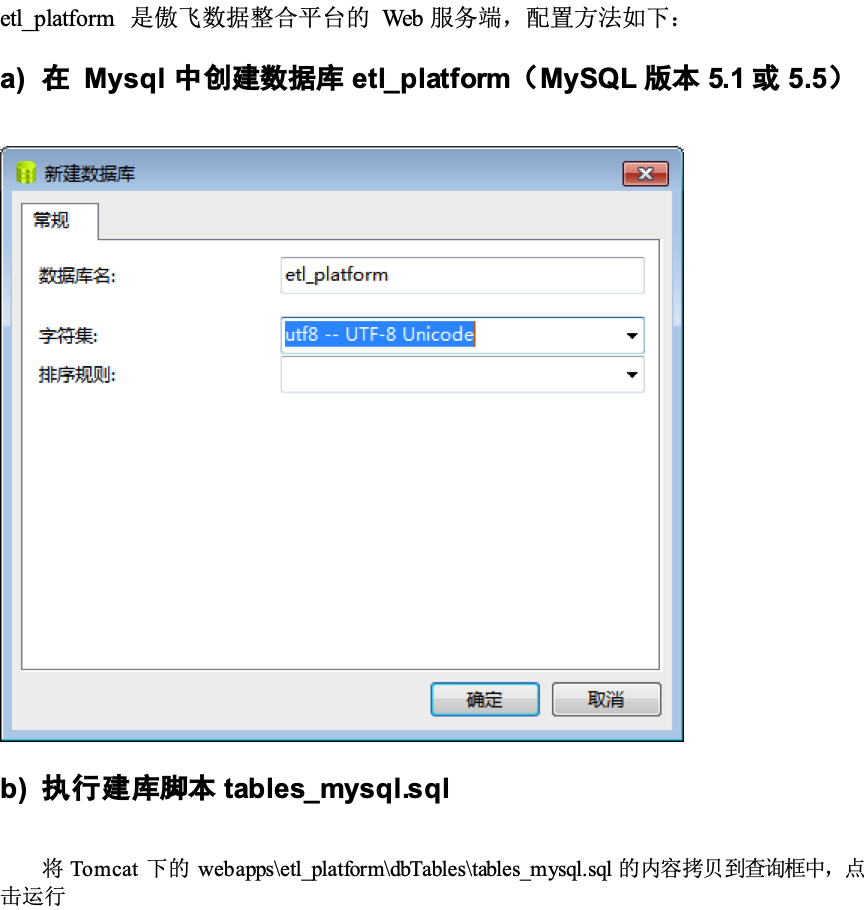 etl_platform 是傲飞数据整合平台的 Web 服务端，配置方法如下：
a) 在 Mysql 中创建数据库 etl_platform（MySQL 版本 5.1 或 5.5）
新建数据库
常规
数据库名: etl_platform
字符集: utf8 -- UTF-8 Unicode
排序规则:
确定 取消
b) 执行建库脚本 tables_mysql.sql
将 Tomcat 下的 webapps\etl_platform\dbTables\tables_mysql.sql 的内容拷贝到查询框中，点
击运行